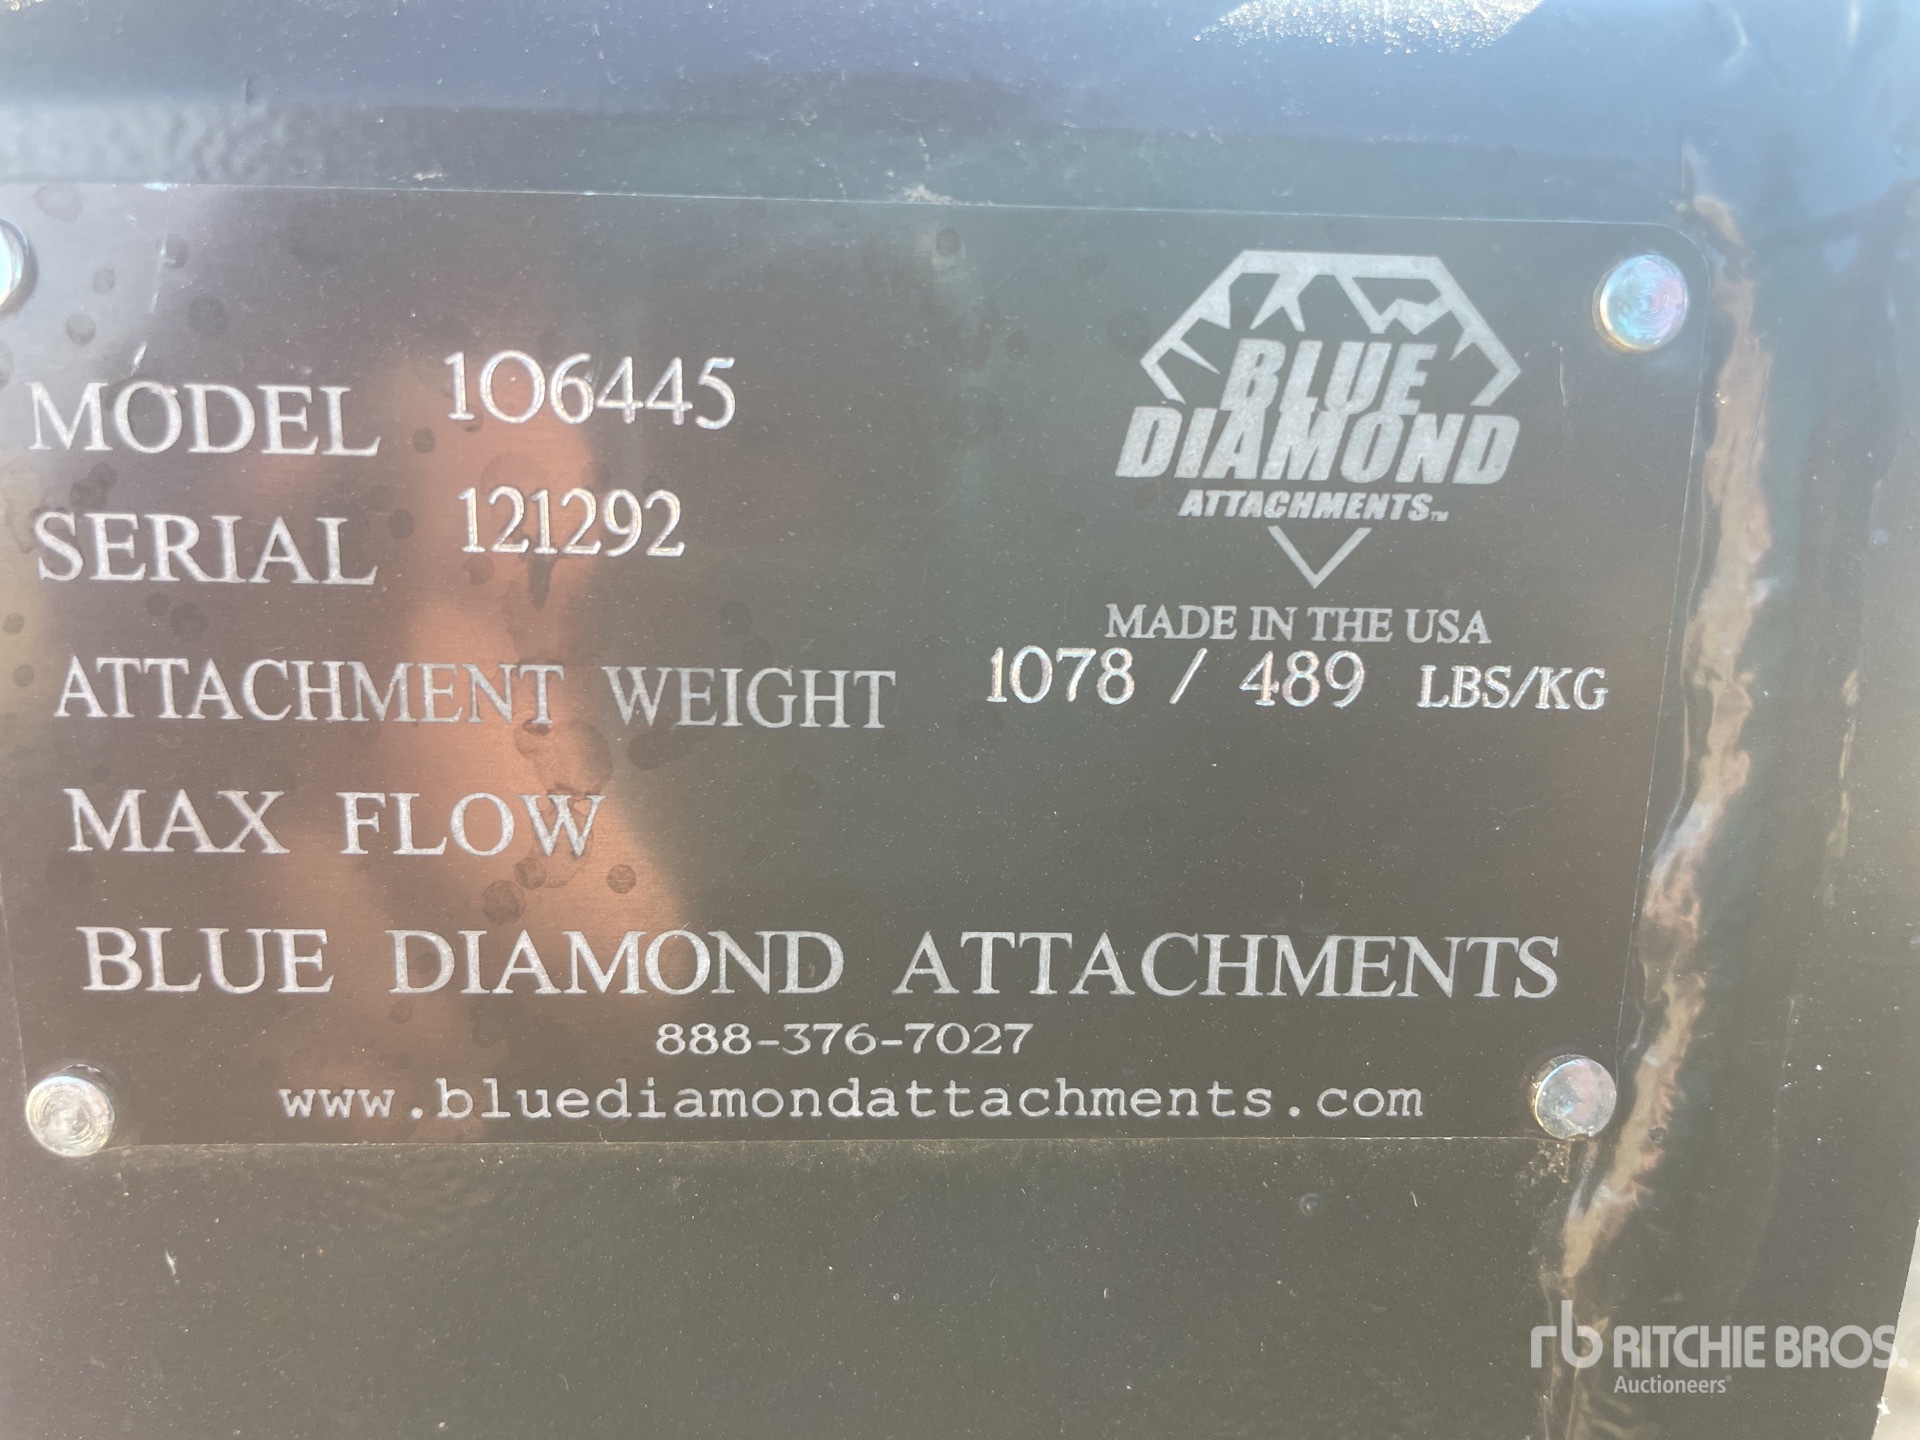 MODEL 106445
SERIAL 121292
BLUE
DIAMOND
ATTACHMENTS™
MADE IN THE USA
ATTACHMENT WEIGHT 1078 / 489 LBS/KG
MAX FLOW
BLUE DIAMOND ATTACHMENTS
888-376-7027
www.bluediamondattachments.com
rb RITCHIE BROS.
Auctioneers